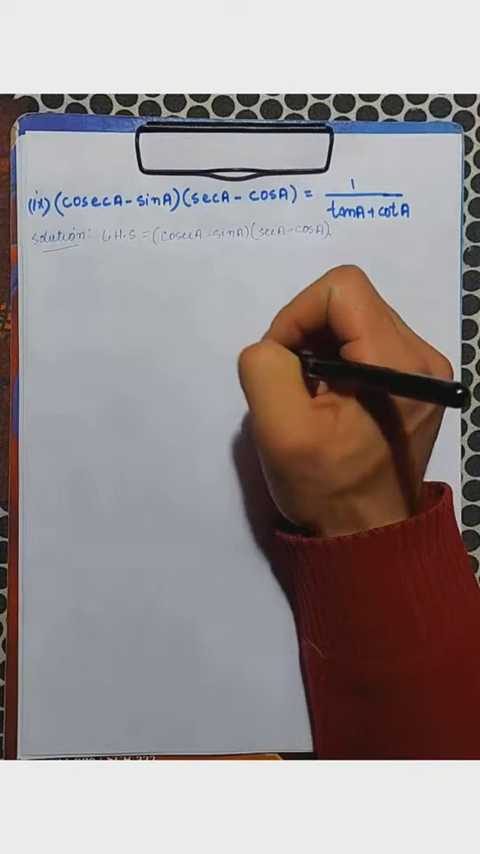 (ix) (cosecA - sinA) (secA - cosA) = 1 / tanA + cotA
Solution: L.H.S = (cosecA - sinA) (secA - cosA).